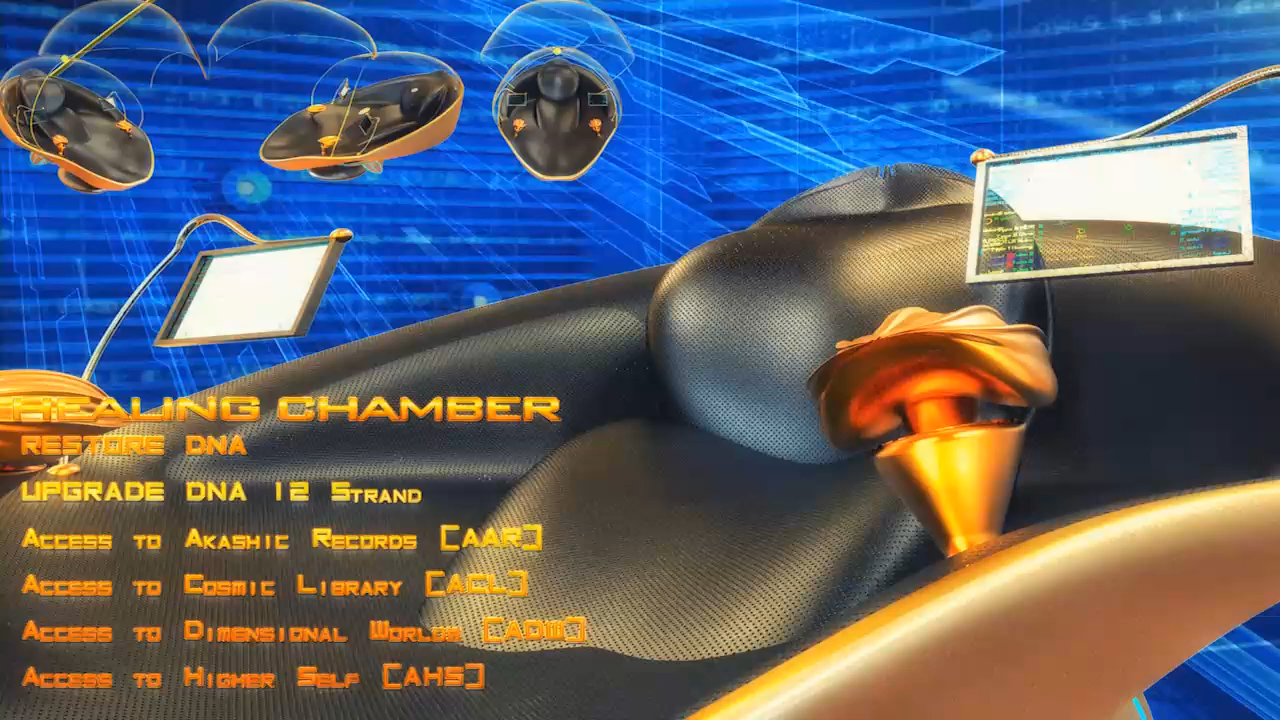 HEALING CHAMBER
RESTORE DNA
UPGRADE DNA 12 Strand
Access to Akashic Records [AAR]
Access to Cosmic Library [ACL]
Access to Dimensional Worlds [ADW]
Access to Higher Self [AHS]